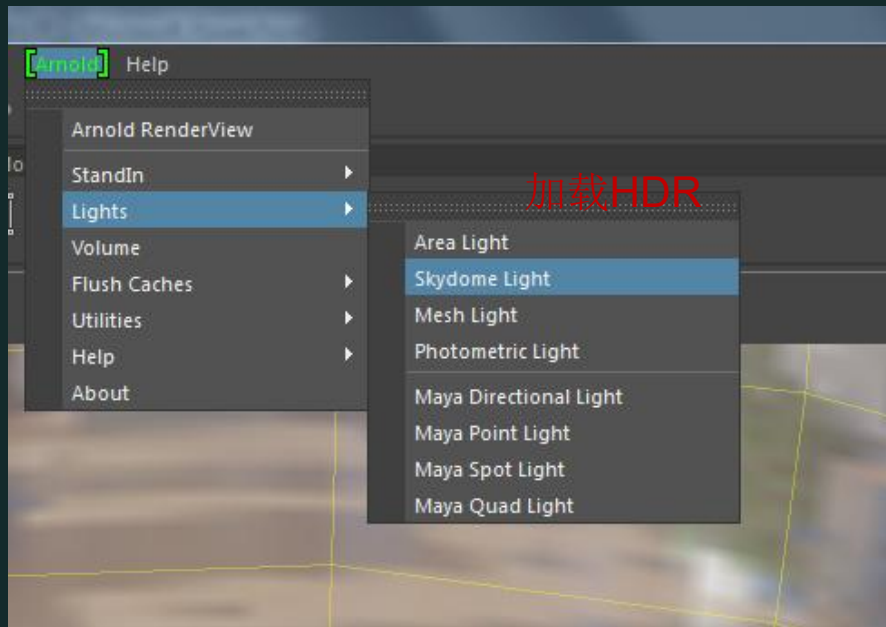 Arnold Help
lo
Arnold RenderView
StandIn
Lights
Volume
Flush Caches
Utilities
Help
About
加载HDR
Area Light
Skydome Light
Mesh Light
Photometric Light
Maya Directional Light
Maya Point Light
Maya Spot Light
Maya Quad Light